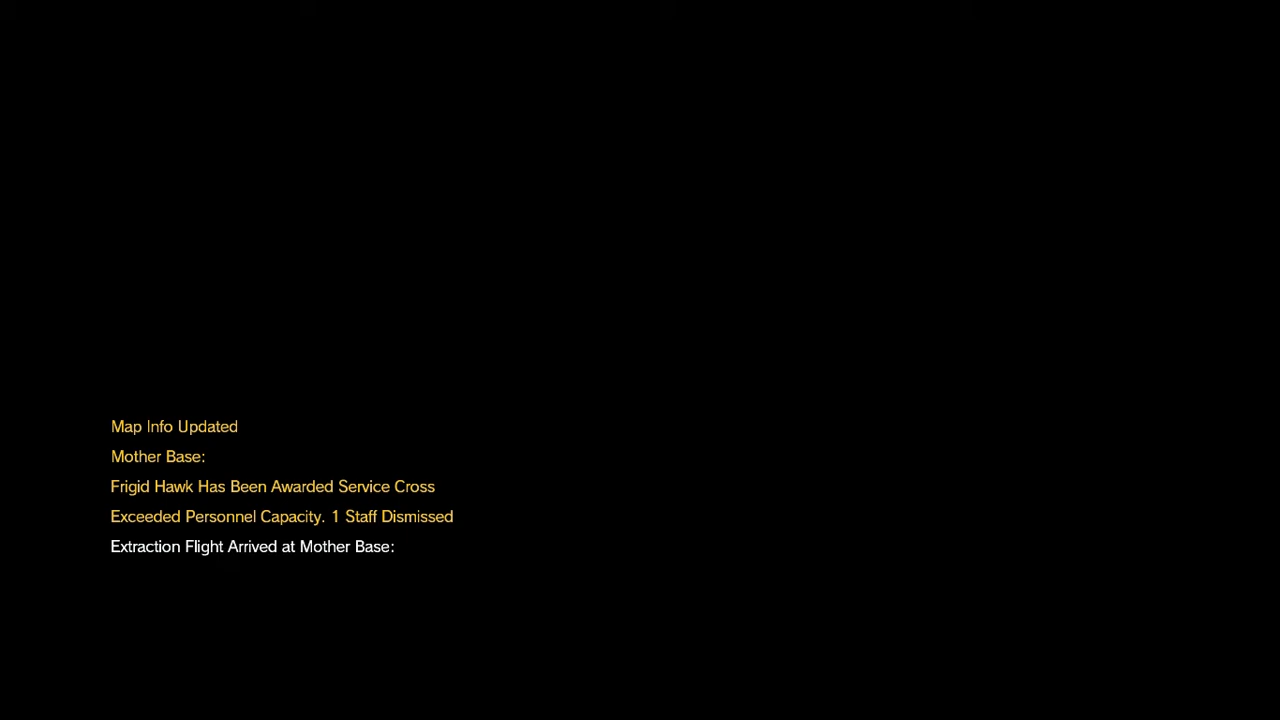 Map Info Updated
Mother Base:
Frigid Hawk Has Been Awarded Service Cross
Exceeded Personnel Capacity. 1 Staff Dismissed
Extraction Flight Arrived at Mother Base: